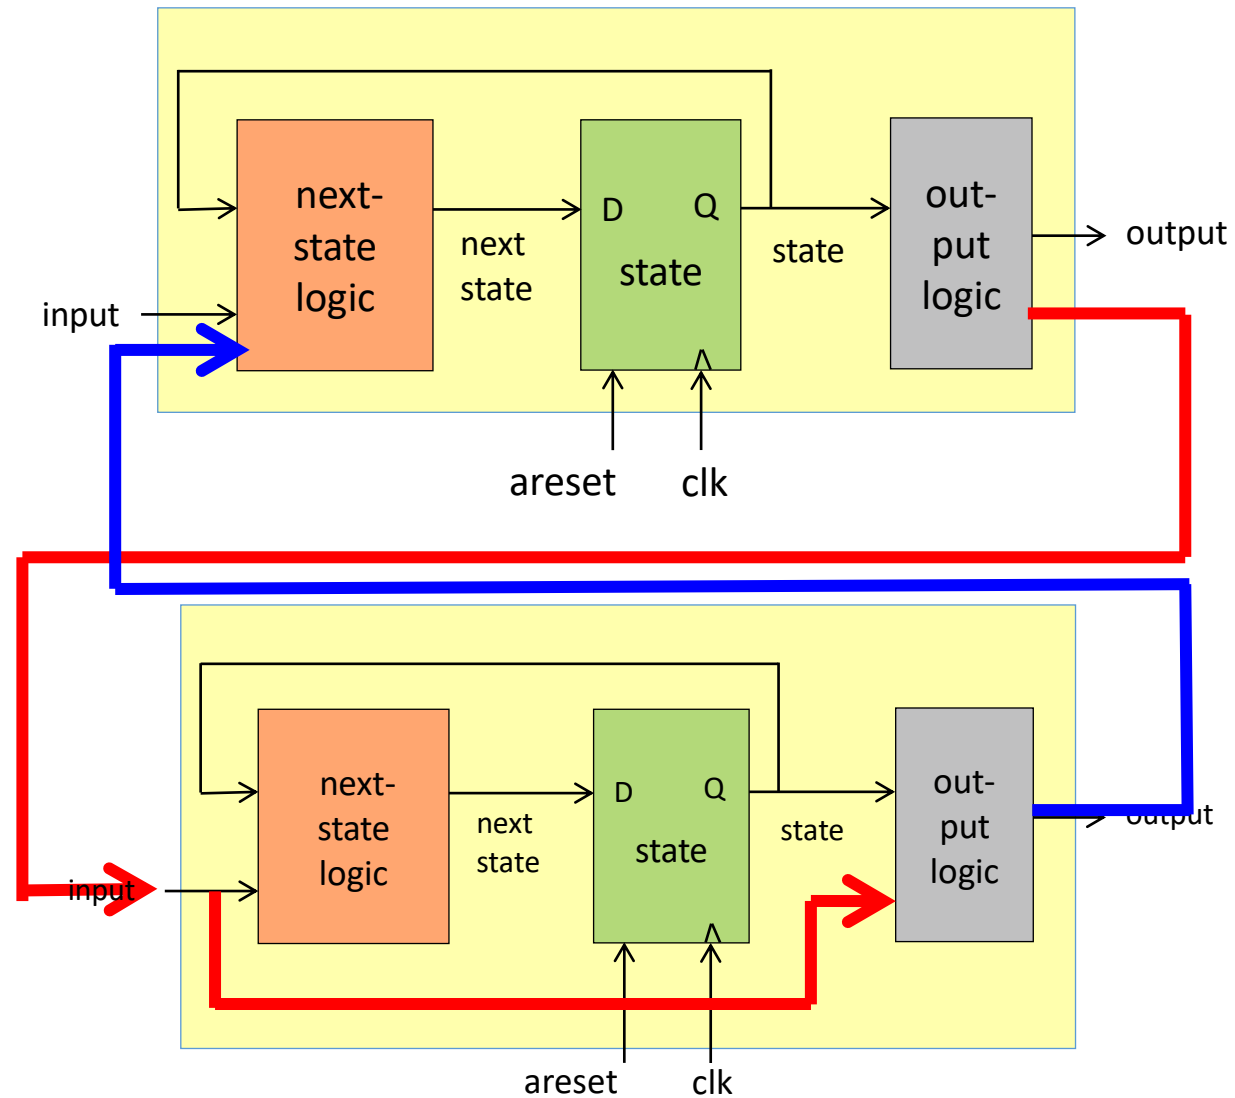 next-
state
logic
next
state
D
Q
state
state
out-
put
logic
output
input
areset
clk
next-
state
logic
next
state
D
Q
state
state
out-
put
logic
output
input
areset
clk